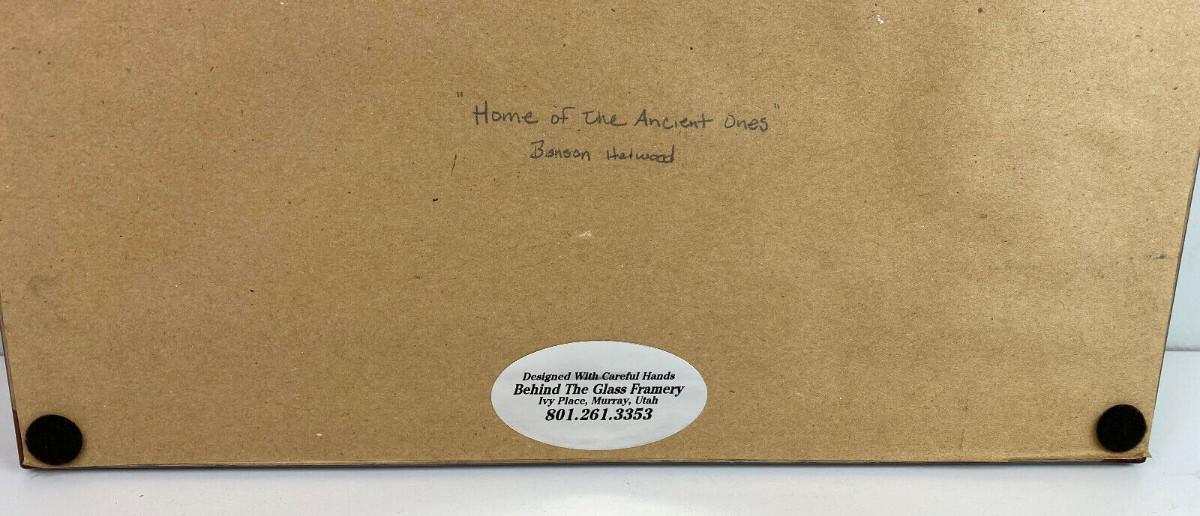 "Home of The Ancient Ones"
Benson Halwood
Designed With Careful Hands
Behind The Glass Framery
Ivy Place, Murray, Utah
801.261.3353